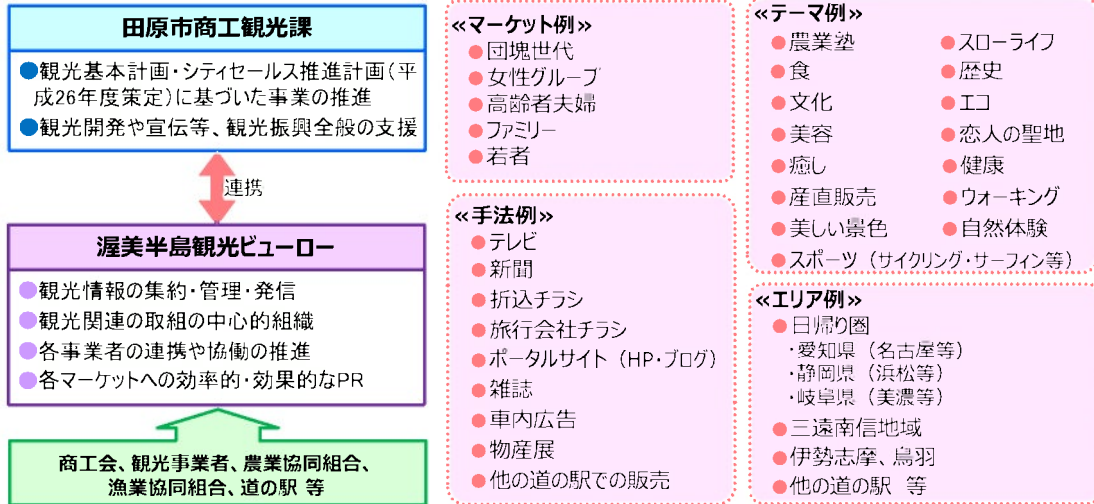 田原市商工観光課
●観光基本計画・シティセールス推進計画(平
成26年度策定)に基づいた事業の推進
●観光開発や宣伝等、観光振興全般の支援
連携
渥美半島観光ビューロー
●観光情報の集約・管理・発信
●観光関連の取組の中心的組織
●各事業者の連携や協働の推進
●各マーケットへの効率的・効果的なPR
商工会、観光事業者、農業協同組合、
漁業協同組合、道の駅 等
≪マーケット例≫
●団塊世代
●女性グループ
●高齢者夫婦
●ファミリー
●若者
≪手法例≫
●テレビ
●新聞
●折込チラシ
●旅行会社チラシ
●ポータルサイト（HP・ブログ）
●雑誌
●車内広告
●物産展
●他の道の駅での販売
≪テーマ例≫
●農業塾 ●スローライフ
●食 ●歴史
●文化 ●エコ
●美容 ●恋人の聖地
●癒し ●健康
●産直販売 ●ウォーキング
●美しい景色 ●自然体験
●スポーツ（サイクリング・サーフィン等）
≪エリア例≫
●日帰り圏
・愛知県（名古屋等）
・静岡県（浜松等）
・岐阜県（美濃等）
●三遠南信地域
●伊勢志摩、鳥羽
●他の道の駅 等